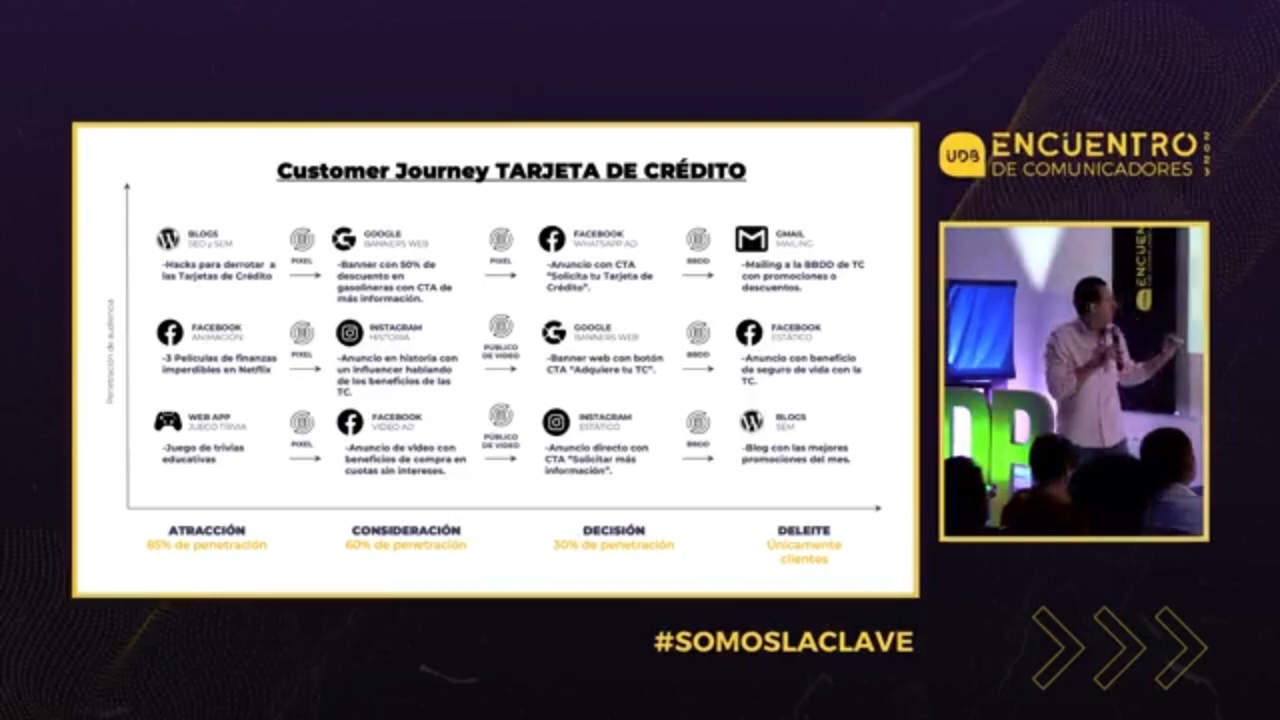 Customer Journey TARJETA DE CRÉDITO
Penetración de audiencia
BLOGS
SEO y SEM
-Hacks para derrotar a
las Tarjetas de Crédito
PIXEL
GOOGLE
BANNERS WEB
-Banner con 50% de
descuento en
gasolineras con CTA de
más información.
PIXEL
FACEBOOK
WHATSAPP AD
-Anuncio con CTA
"Solicita tu Tarjeta de
Crédito".
BBDD
GMAIL
MAILING
-Mailing a la BBDD de TC
con promociones o
descuentos.
FACEBOOK
ANIMACIÓN
-3 Películas de finanzas
imperdibles en Netflix
PIXEL
INSTAGRAM
HISTORIA
-Anuncio en historia con
un influencer hablando
de los beneficios de las
TC.
PÚBLICO
DE VIDEO
GOOGLE
BANNERS WEB
-Banner web con botón
CTA "Adquiere tu TC".
BBDD
FACEBOOK
ESTÁTICO
-Anuncio con beneficio
de seguro de vida con la
TC.
WEB APP
JUEGO TRIVIA
-Juego de trivias
educativas
PIXEL
FACEBOOK
VIDEO AD
-Anuncio de video con
beneficios de compra en
cuotas sin intereses.
PÚBLICO
DE VIDEO
INSTAGRAM
ESTÁTICO
-Anuncio directo con
CTA "Solicitar más
información".
BBDD
BLOGS
SEM
-Blog con las mejores
promociones del mes.
ATRACCIÓN
85% de penetración
CONSIDERACIÓN
60% de penetración
DECISIÓN
30% de penetración
DELEITE
Únicamente
clientes
UDB
ENCUENTRO
DE COMUNICADORES
#SOMOSLACLAVE